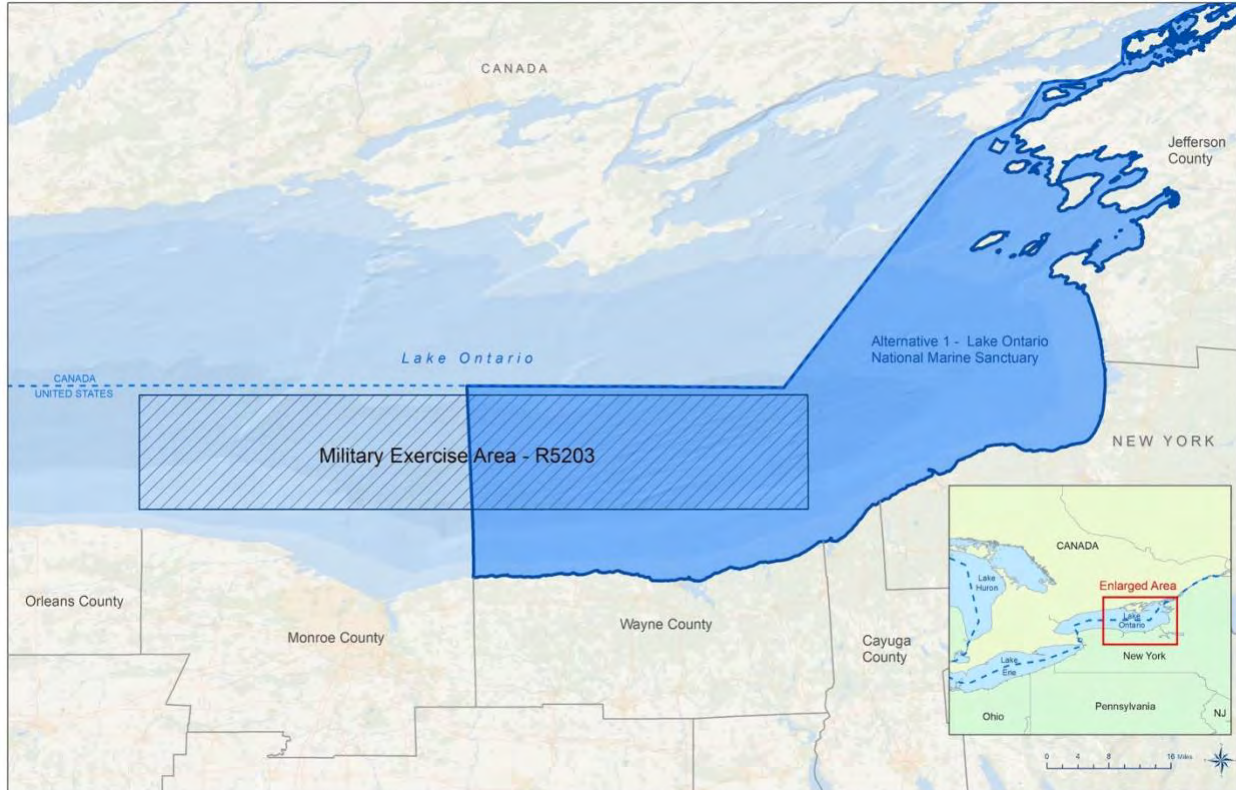 CANADA
Jefferson
County
Lake Ontario
Alternative 1 - Lake Ontario
National Marine Sanctuary
CANADA
UNITED STATES
Military Exercise Area - R5203
NEW YORK
Orleans County
Monroe County
Wayne County
Cayuga
County
CANADA
Lake
Huron
Enlarged Area
Lake
Ontario
New York
Lake
Erie
Pennsylvania
Ohio
NJ
0 4 8 16 Miles